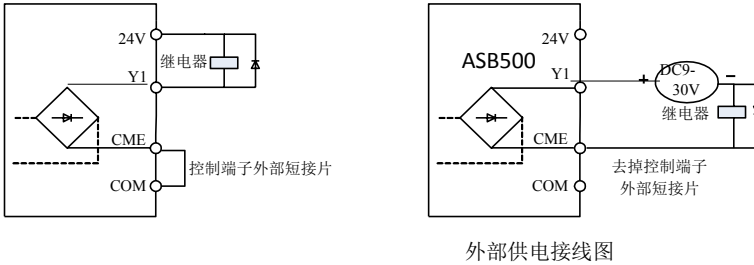 24V
继电器
Y1
CME
控制端子外部短接片
COM
24V
ASB500
Y1
+
DC9-
30V
−
继电器
CME
去掉控制端子
外部短接片
COM
外部供电接线图